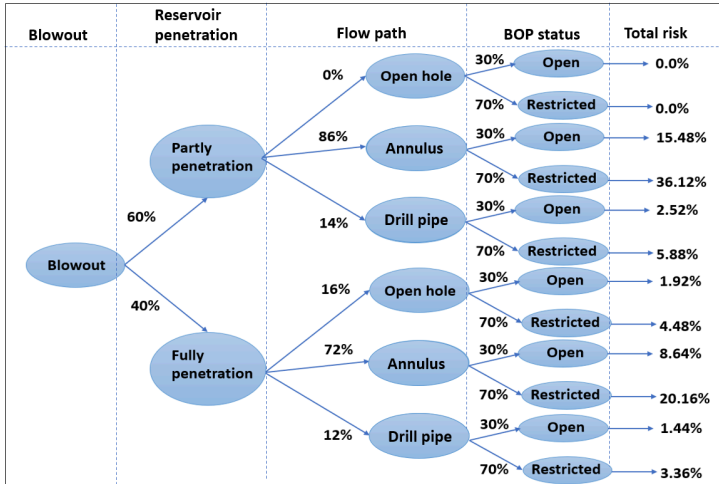 Blowout
Reservoir
penetration
Flow path
BOP status
Total risk
Blowout
60%
40%
Partly
penetration
Fully
penetration
0%
86%
14%
16%
72%
12%
Open hole
Annulus
Drill pipe
Open hole
Annulus
Drill pipe
30%
Open
0.0%
70%
Restricted
0.0%
30%
Open
15.48%
70%
Restricted
36.12%
30%
Open
2.52%
70%
Restricted
5.88%
30%
Open
1.92%
70%
Restricted
4.48%
30%
Open
8.64%
70%
Restricted
20.16%
30%
Open
1.44%
70%
Restricted
3.36%